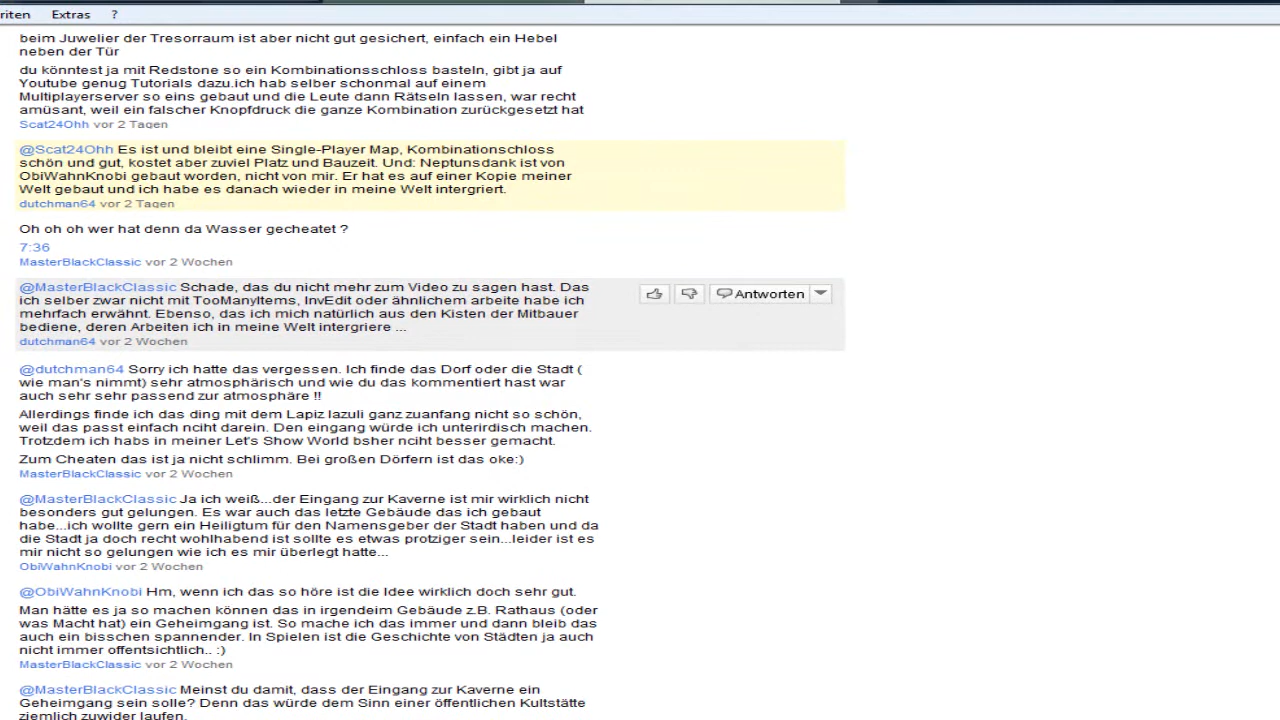 riten Extras ?
beim Juwelier der Tresorraum ist aber nicht gut gesichert, einfach ein Hebel
neben der Tür
du könntest ja mit Redstone so ein Kombinationsschloss basteln, gibt ja auf
Youtube genug Tutorials dazu.ich hab selber schonmal auf einem
Multiplayerserver so eins gebaut und die Leute dann Rätseln lassen, war recht
amüsant, weil ein falscher Knopfdruck die ganze Kombination zurückgesetzt hat
Scat24Ohh vor 2 Tagen
@Scat24Ohh Es ist und bleibt eine Single-Player Map, Kombinationschloss
schön und gut, kostet aber zuviel Platz und Bauzeit. Und: Neptunsdank ist von
ObiWahnKnobi gebaut worden, nicht von mir. Er hat es auf einer Kopie meiner
Welt gebaut und ich habe es danach wieder in meine Welt intergriert.
dutchman64 vor 2 Tagen
Oh oh oh wer hat denn da Wasser gecheatet ?
7:36
MasterBlackClassic vor 2 Wochen
@MasterBlackClassic Schade, das du nicht mehr zum Video zu sagen hast. Das
ich selber zwar nicht mit TooManyItems, InvEdit oder ähnlichem arbeite habe ich
mehrfach erwähnt. Ebenso, das ich mich natürlich aus den Kisten der Mitbauer
bediene, deren Arbeiten ich in meine Welt intergriere ...
dutchman64 vor 2 Wochen
Antworten
@dutchman64 Sorry ich hatte das vergessen. Ich finde das Dorf oder die Stadt (
wie man's nimmt) sehr atmosphärisch und wie du das kommentiert hast war
auch sehr sehr passend zur atmosphäre !!
Allerdings finde ich das ding mit dem Lapiz lazuli ganz zuanfang nicht so schön,
weil das passt einfach nciht darein. Den eingang würde ich unterirdisch machen.
Trotzdem ich habs in meiner Let's Show World bsher nciht besser gemacht.
Zum Cheaten das ist ja nicht schlimm. Bei großen Dörfern ist das oke:)
MasterBlackClassic vor 2 Wochen
@MasterBlackClassic Ja ich weiß...der Eingang zur Kaverne ist mir wirklich nicht
besonders gut gelungen. Es war auch das letzte Gebäude das ich gebaut
habe...ich wollte gern ein Heiligtum für den Namensgeber der Stadt haben und da
die Stadt ja doch recht wohlhabend ist sollte es etwas protziger sein...leider ist es
mir nicht so gelungen wie ich es mir überlegt hatte...
ObiWahnKnobi vor 2 Wochen
@ObiWahnKnobi Hm, wenn ich das so höre ist die Idee wirklich doch sehr gut.
Man hätte es ja so machen können das in irgendeim Gebäude z.B. Rathaus (oder
was Macht hat) ein Geheimgang ist. So mache ich das immer und dann bleib das
auch ein bisschen spannender. In Spielen ist die Geschichte von Städten ja auch
nicht immer offentsichtlich.. :)
MasterBlackClassic vor 2 Wochen
@MasterBlackClassic Meinst du damit, dass der Eingang zur Kaverne ein
Geheimgang sein solle? Denn das würde dem Sinn einer öffentlichen Kultstätte
ziemlich zuwider laufen.